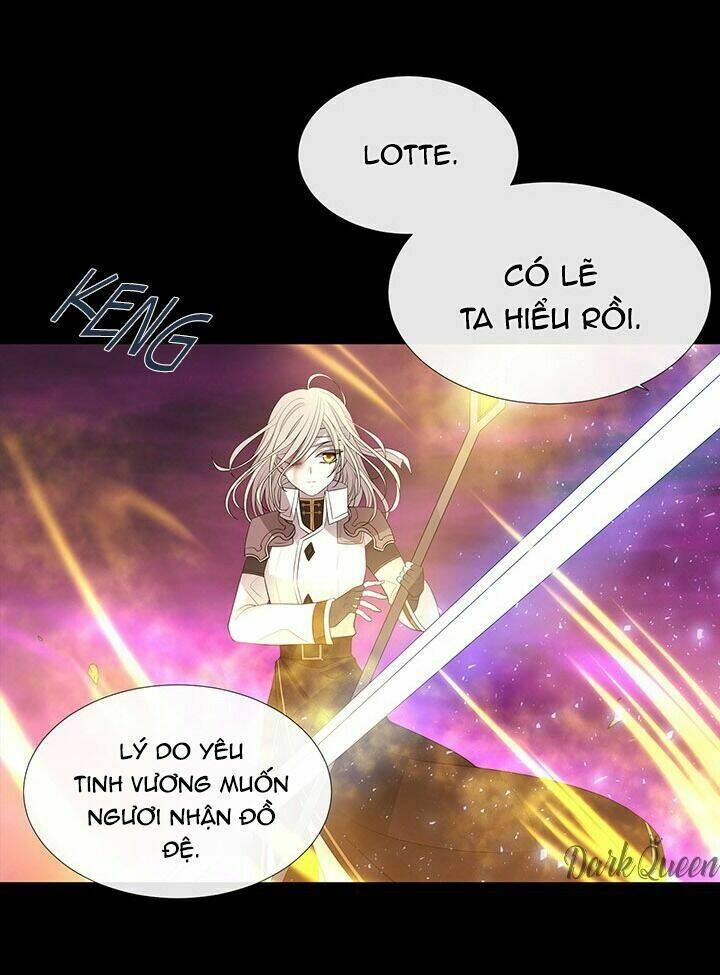 LOTTE.
CÓ LẼ
TA HIỂU RỒI.
KENG
LÝ DO YÊU
TINH VƯƠNG MUỐN
NGƯƠI NHẬN ĐỒ
ĐỆ.
DarkQueen